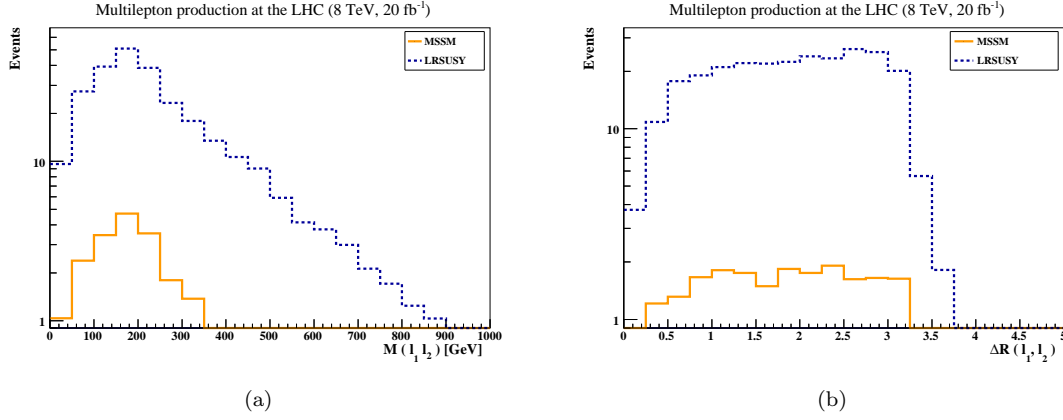 Multilepton production at the LHC (8 TeV, 20 fb⁻¹)
Events
MSSM
LRSUSY
10
1
0 100 200 300 400 500 600 700 800 900 1000
M ( l₁ l₂ ) [GeV]
(a)
Multilepton production at the LHC (8 TeV, 20 fb⁻¹)
Events
MSSM
LRSUSY
10
1
0 0.5 1 1.5 2 2.5 3 3.5 4 4.5 5
ΔR ( l₁, l₂ )
(b)